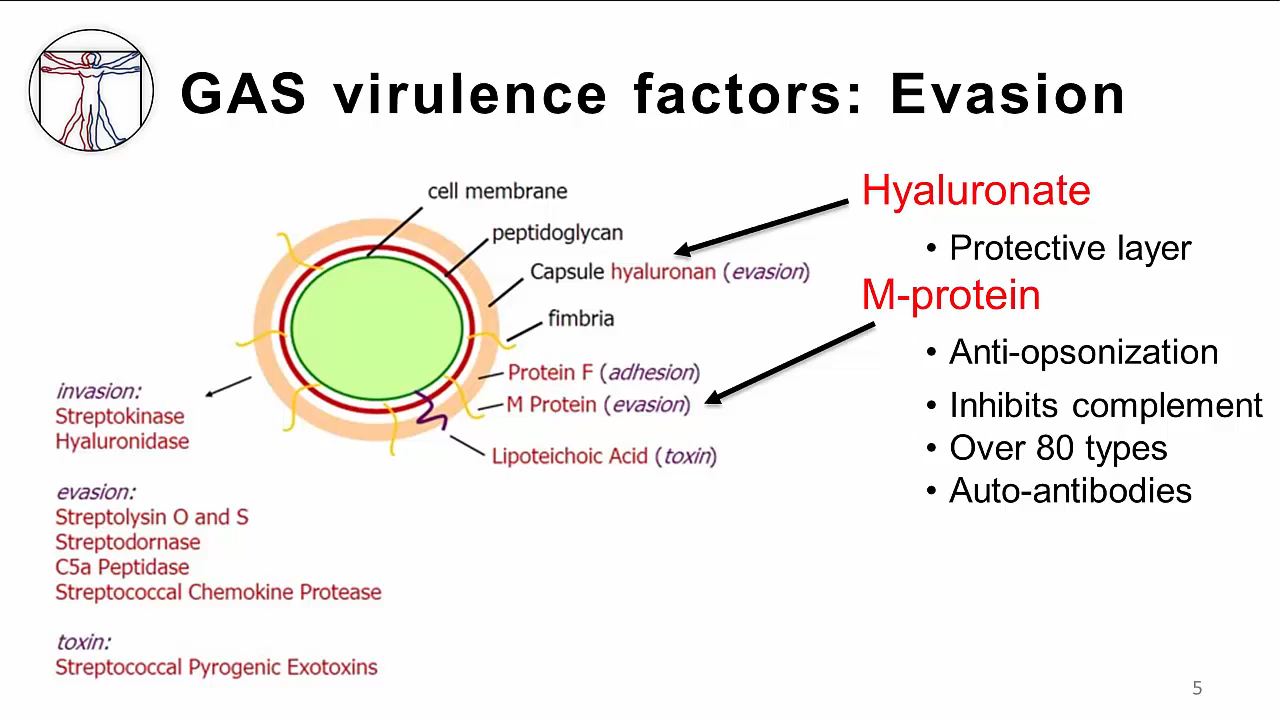 GAS virulence factors: Evasion
cell membrane
peptidoglycan
Capsule hyaluronan (evasion)
fimbria
Protein F (adhesion)
M Protein (evasion)
Lipoteichoic Acid (toxin)
invasion:
Streptokinase
Hyaluronidase
evasion:
Streptolysin O and S
Streptodornase
C5a Peptidase
Streptococcal Chemokine Protease
toxin:
Streptococcal Pyrogenic Exotoxins
Hyaluronate
• Protective layer
M-protein
• Anti-opsonization
• Inhibits complement
• Over 80 types
• Auto-antibodies
5